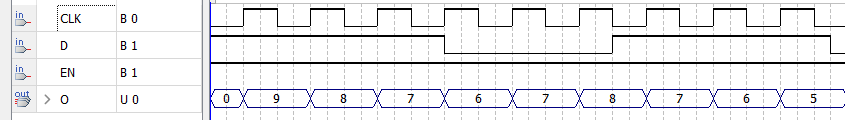 in CLK B 0
in D B 1
in EN B 1
out > O U 0 0 9 8 7 6 7 8 7 6 5